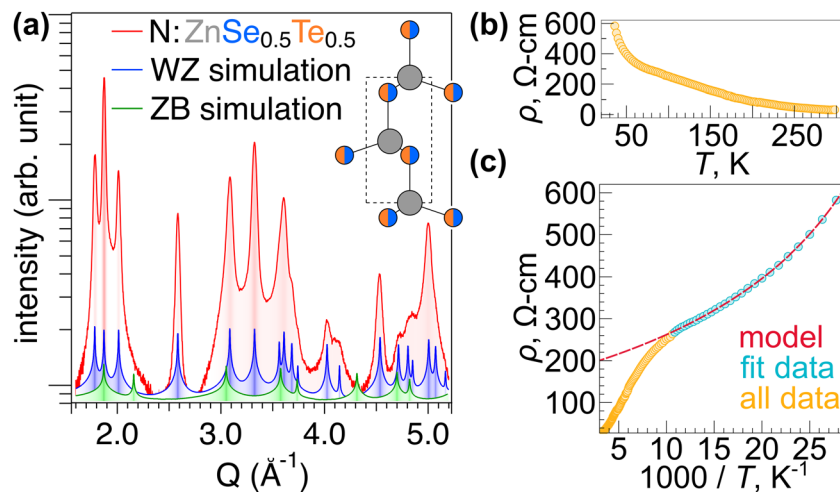 (a)
N: ZnSe0.5Te0.5
WZ simulation
ZB simulation
intensity (arb. unit)
2.0 3.0 4.0 5.0
Q (Å-1)
(b)
600
400
200
0
ρ, Ω-cm
50 150 250
T, K
(c)
600
500
400
300
200
100
ρ, Ω-cm
model
fit data
all data
5 10 15 20 25
1000 / T, K-1